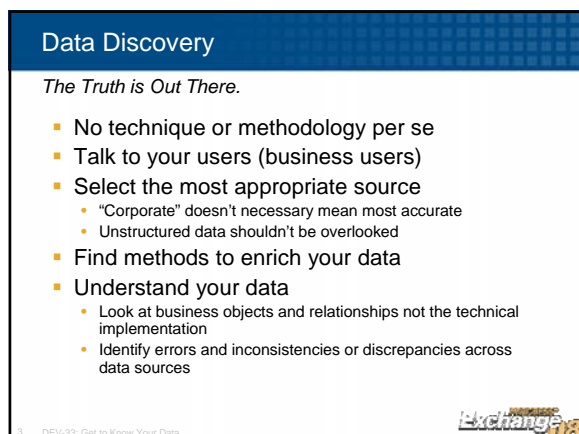 Data Discovery
The Truth is Out There.
No technique or methodology per se
Talk to your users (business users)
Select the most appropriate source
“Corporate” doesn’t necessary mean most accurate
Unstructured data shouldn’t be overlooked
Find methods to enrich your data
Understand your data
Look at business objects and relationships not the technical
implementation
Identify errors and inconsistencies or discrepancies across
data sources
3 DEV-33: Get to Know Your Data
Exchange